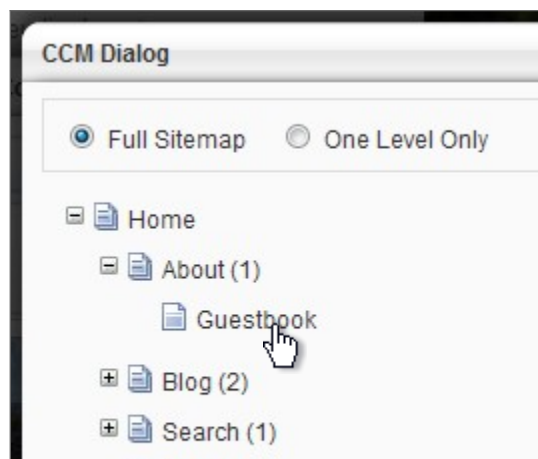 CCM Dialog
Full Sitemap One Level Only
Home
About (1)
Guestbook
Blog (2)
Search (1)